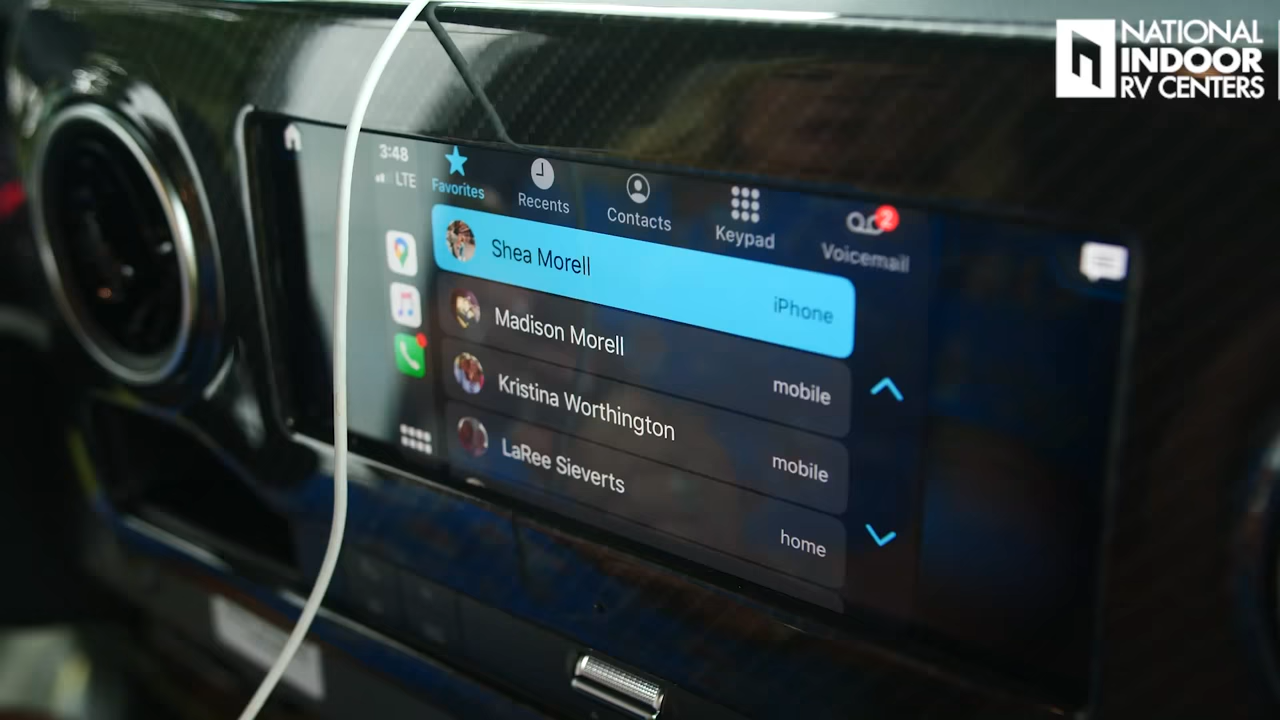 NATIONAL
INDOOR
RV CENTERS
3:48
LTE
Favorites
Recents
Contacts
Keypad
2
Voicemail
Shea Morell
iPhone
Madison Morell
mobile
Kristina Worthington
mobile
LaRee Sieverts
home